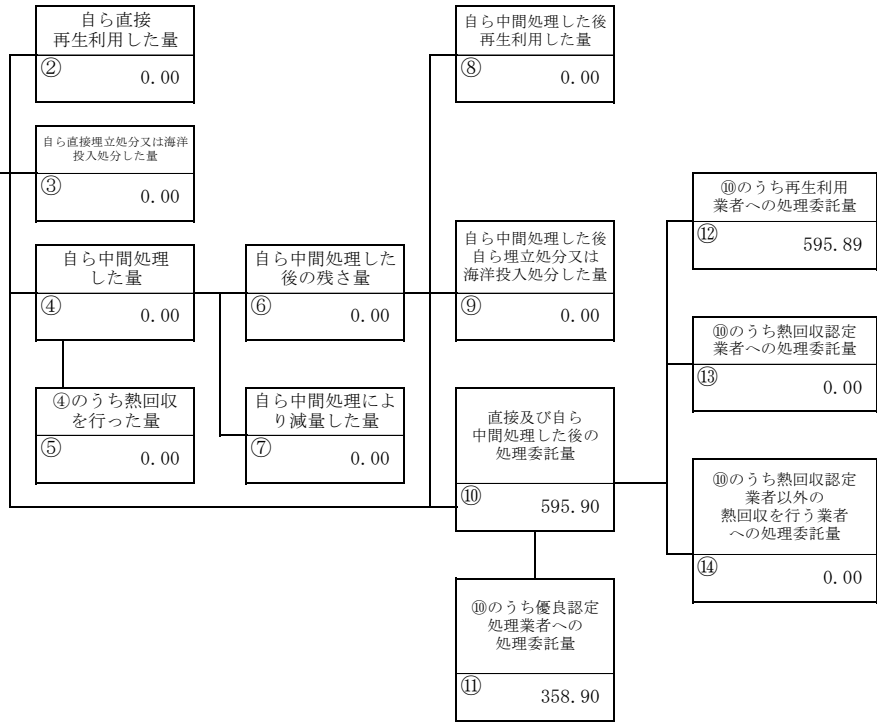 自ら直接
再生利用した量
②
0.00
自ら直接埋立処分又は海洋
投入処分した量
③
0.00
自ら中間処理
した量
④
0.00
④のうち熱回収
を行った量
⑤
0.00
自ら中間処理した
後の残さ量
⑥
0.00
自ら中間処理によ
り減量した量
⑦
0.00
自ら中間処理した後
再生利用した量
⑧
0.00
自ら中間処理した後
自ら埋立処分又は
海洋投入処分した量
⑨
0.00
直接及び自ら
中間処理した後の
処理委託量
⑩
595.90
⑩のうち優良認定
処理業者への
処理委託量
⑪
358.90
⑩のうち再生利用
業者への処理委託量
⑫
595.89
⑩のうち熱回収認定
業者への処理委託量
⑬
0.00
⑩のうち熱回収認定
業者以外の
熱回収を行う業者
への処理委託量
⑭
0.00